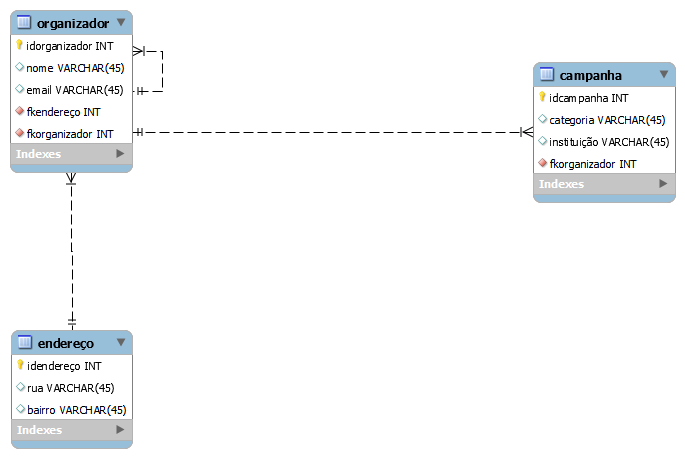 organizador
idorganizador INT
nome VARCHAR(45)
email VARCHAR(45)
fkendereço INT
fkorganizador INT
Indexes
campanha
idcampanha INT
categoria VARCHAR(45)
instituição VARCHAR(45)
fkorganizador INT
Indexes
endereço
idendereço INT
rua VARCHAR(45)
bairro VARCHAR(45)
Indexes